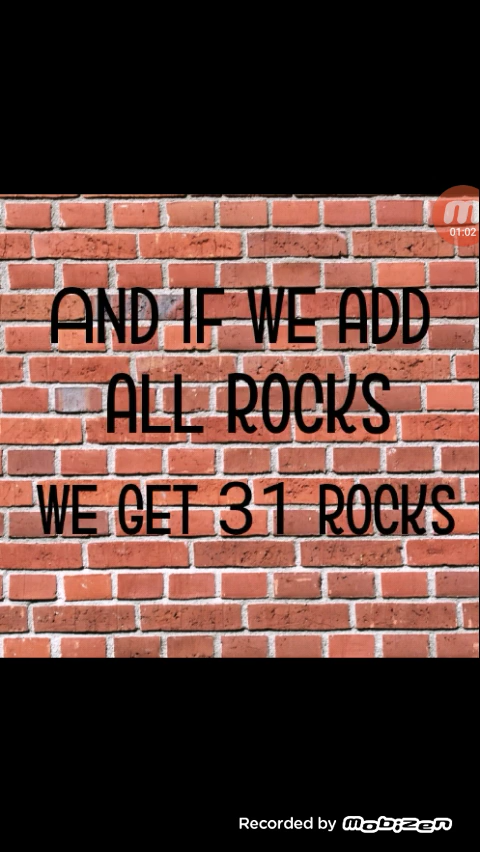 01:02
AND IF WE ADD
ALL ROCKS
WE GET 31 ROCKS
Recorded by mobizen